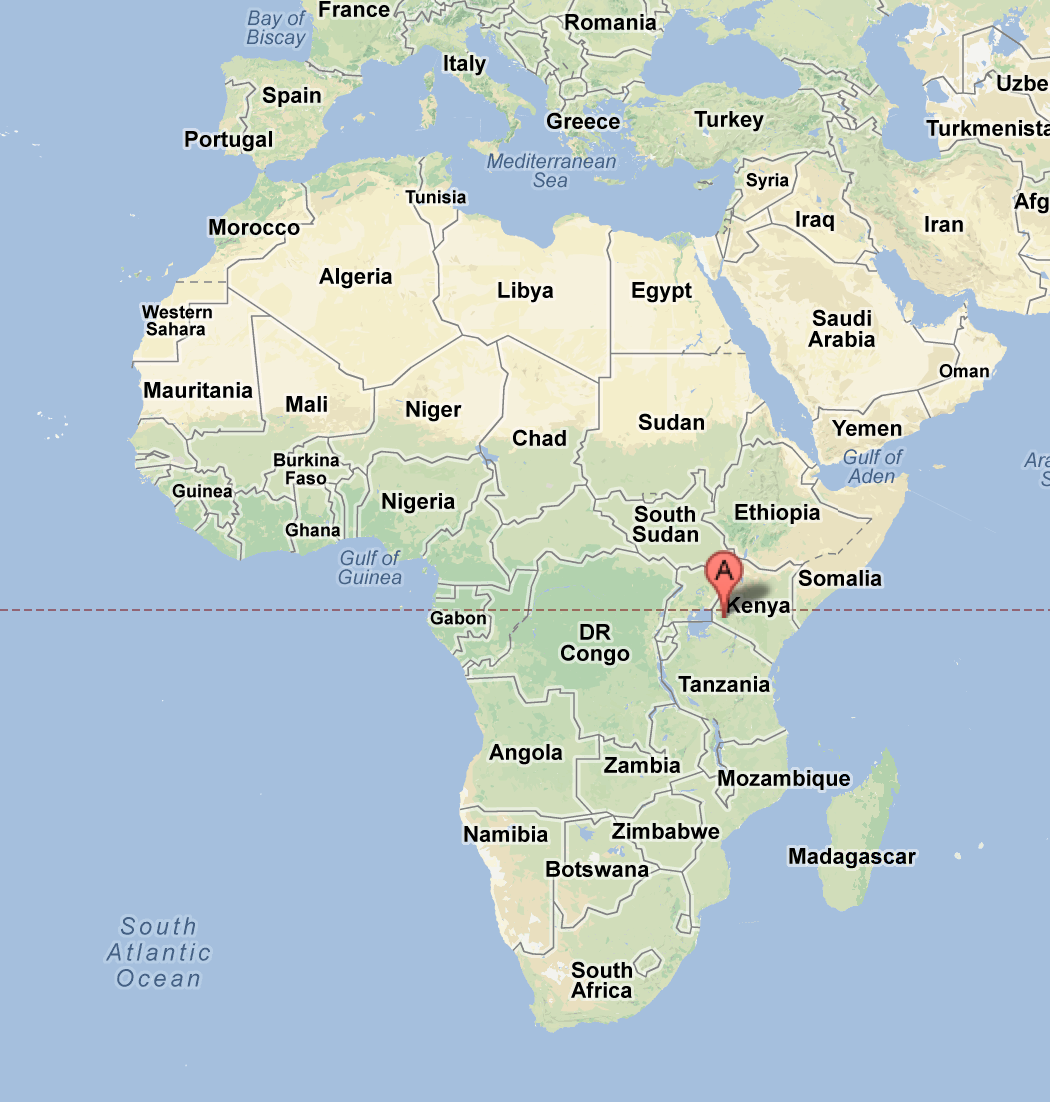 France
Romania
Bay of
Biscay
Italy
Uzbe
Spain
Greece
Turkey
Turkmenista
Portugal
Mediterranean
Sea
Syria
Tunisia
Afg
Morocco
Iraq
Iran
Algeria
Libya
Egypt
Western
Sahara
Saudi
Arabia
Oman
Mauritania
Mali
Niger
Chad
Sudan
Yemen
Burkina
Faso
Gulf of
Aden
Ara
S
Guinea
Nigeria
South
Sudan
Ethiopia
Ghana
Gulf of
Guinea
A
Somalia
Kenya
Gabon
DR
Congo
Tanzania
Angola
Zambia
Mozambique
Namibia
Zimbabwe
Botswana
Madagascar
South
Atlantic
Ocean
South
Africa